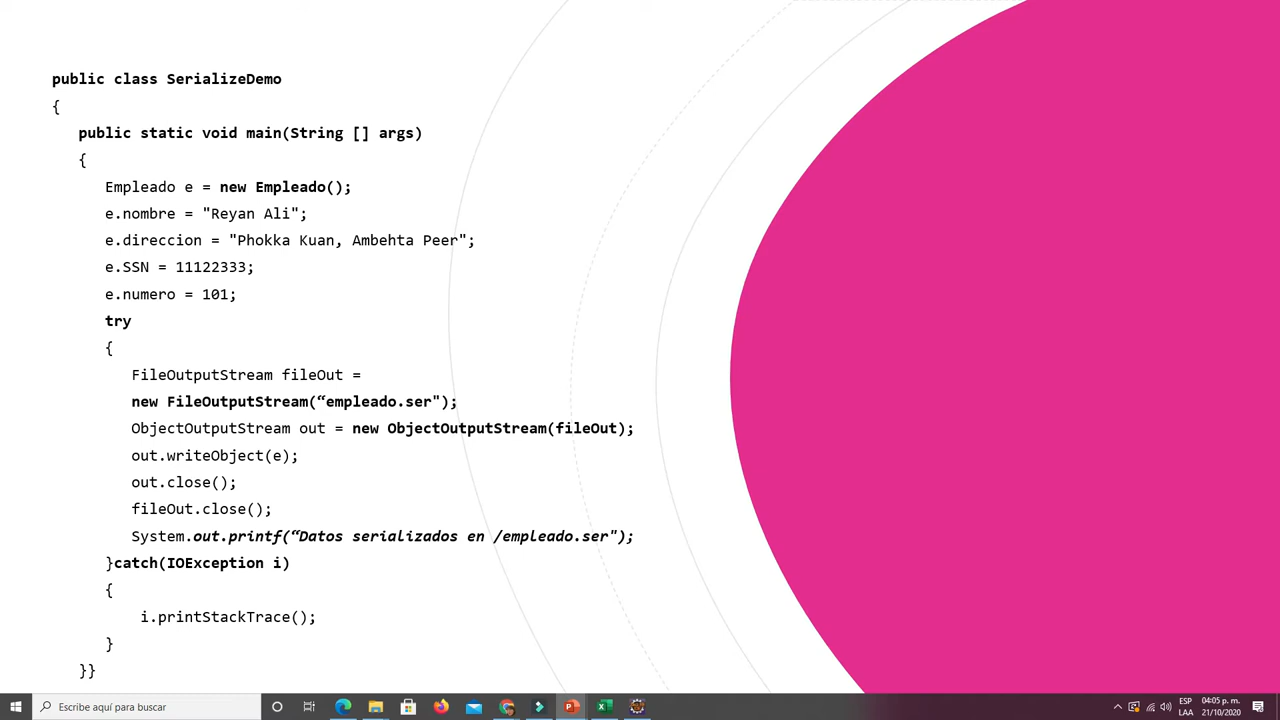 public class SerializeDemo
{
public static void main(String [] args)
{
Empleado e = new Empleado();
e.nombre = "Reyan Ali";
e.direccion = "Phokka Kuan, Ambehta Peer";
e.SSN = 11122333;
e.numero = 101;
try
{
FileOutputStream fileOut =
new FileOutputStream(“empleado.ser");
ObjectOutputStream out = new ObjectOutputStream(fileOut);
out.writeObject(e);
out.close();
fileOut.close();
System.out.printf(“Datos serializados en /empleado.ser");
}catch(IOException i)
{
i.printStackTrace();
}
}}
Escribe aquí para buscar
ESP 04:05 p. m.
LAA 21/10/2020